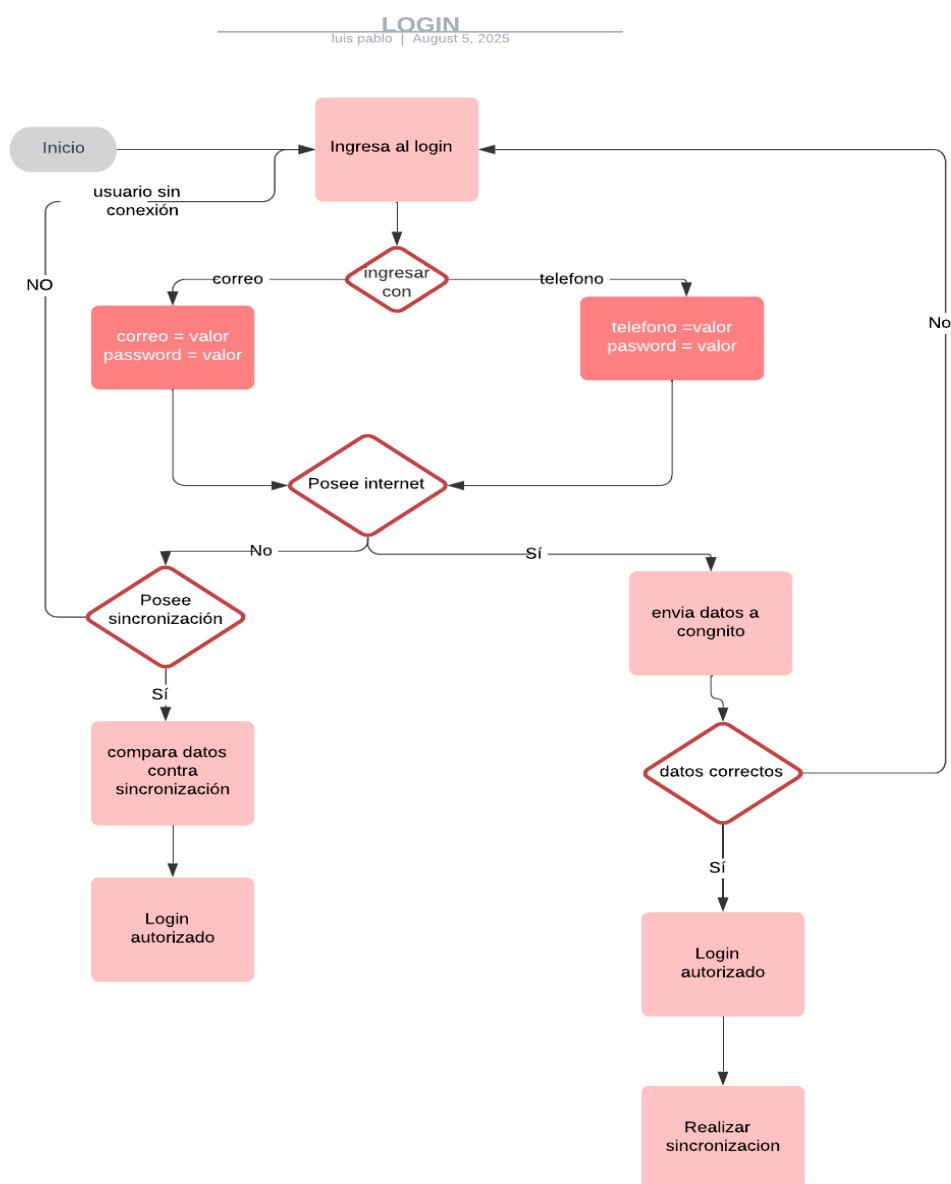 LOGIN
luis pablo | August 5, 2025
Inicio
Ingresa al login
usuario sin
conexión
ingresar
con
correo
telefono
NO
correo = valor
password = valor
telefono =valor
pasword = valor
No
Posee internet
No
Sí
Posee
sincronización
envia datos a
congnito
Sí
compara datos
contra
sincronización
datos correctos
Sí
Login
autorizado
Login
autorizado
Realizar
sincronizacion